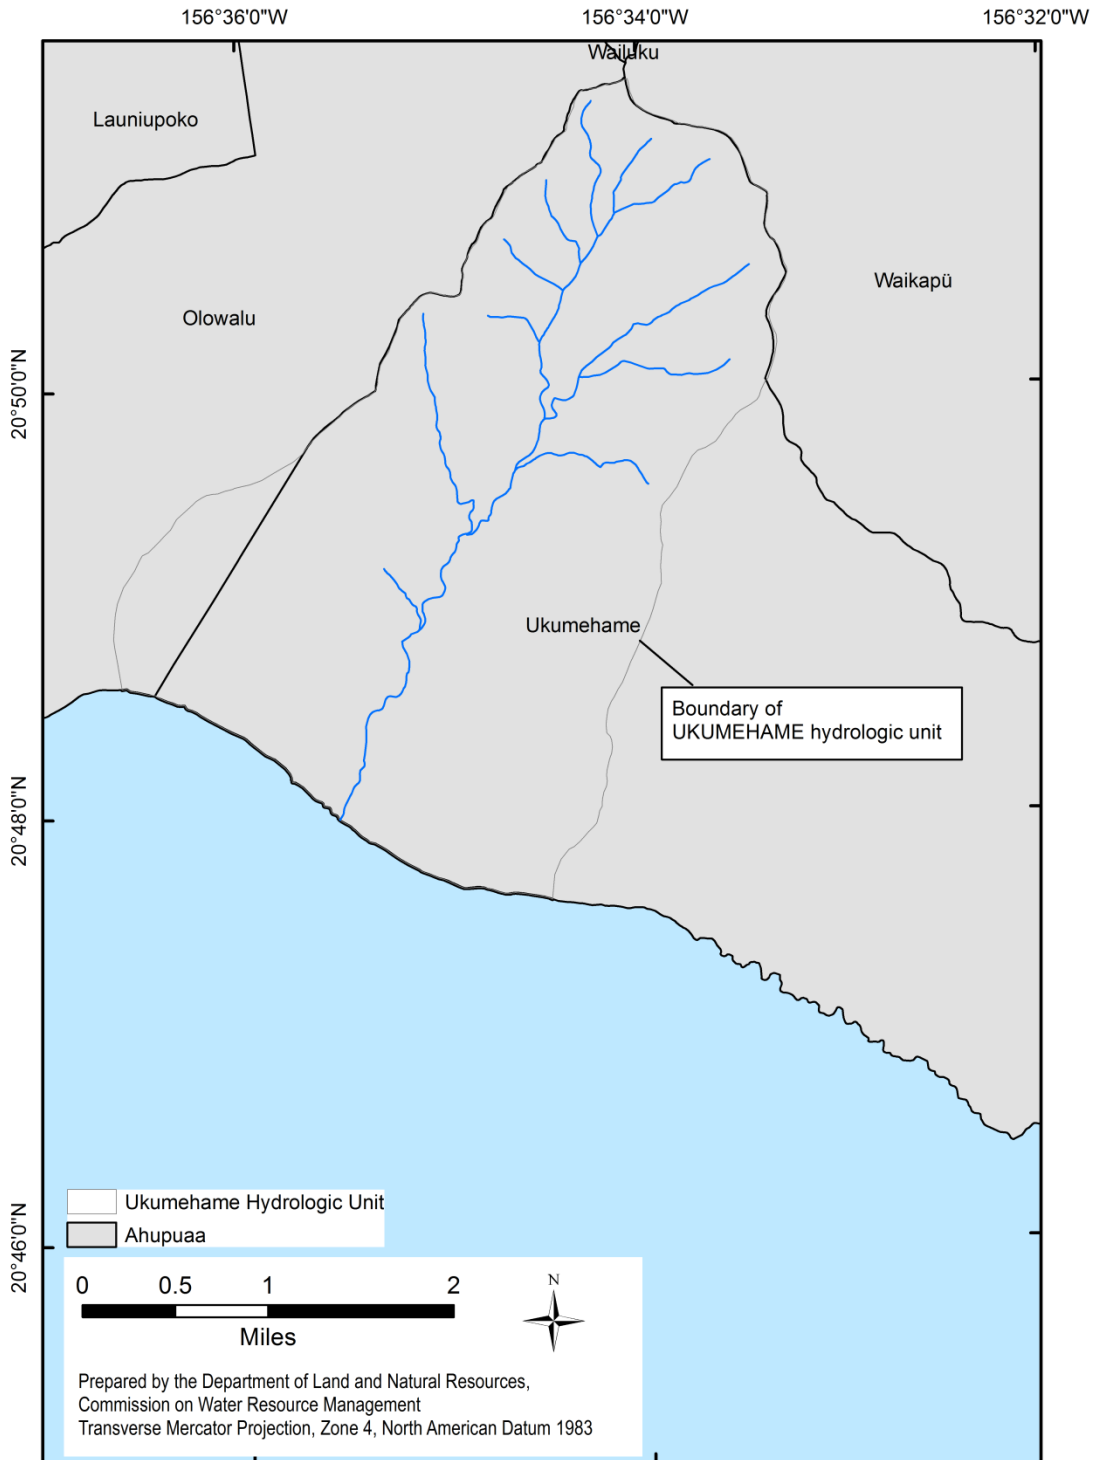 156°36'0"W
156°34'0"W
156°32'0"W
Wailuku
Launiupoko
Waikapü
Olowalu
20°50'0"N
Ukumehame
Boundary of
UKUMEHAME hydrologic unit
20°48'0"N
Ukumehame Hydrologic Unit
Ahupuaa
20°46'0"N
0 0.5 1 2
Miles
N
Prepared by the Department of Land and Natural Resources,
Commission on Water Resource Management
Transverse Mercator Projection, Zone 4, North American Datum 1983